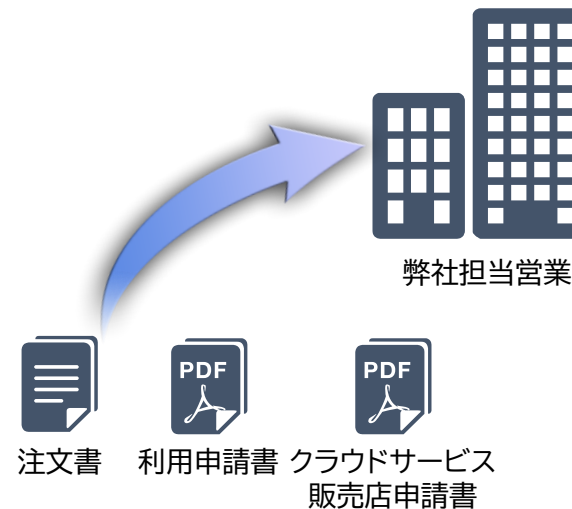 弊社担当営業
PDF
PDF
注文書
利用申請書
クラウドサービス
販売店申請書